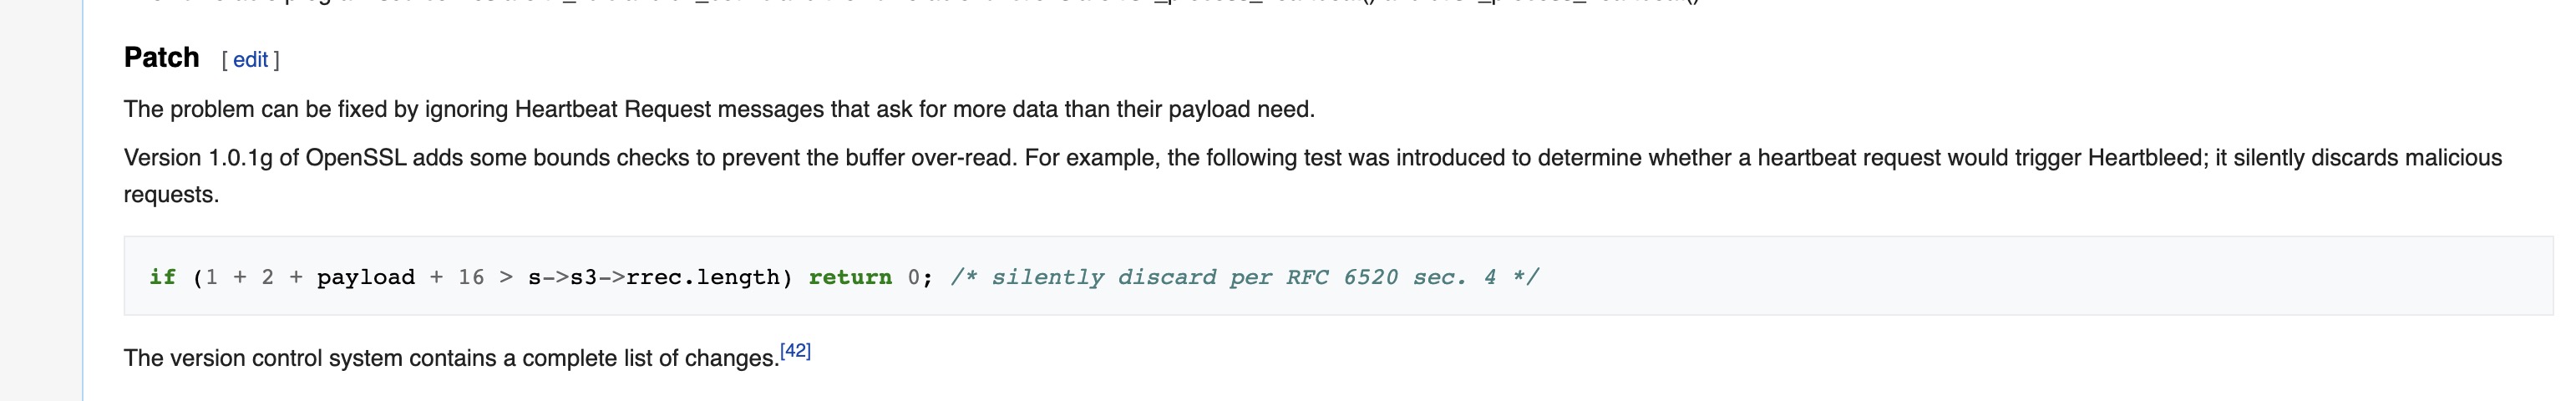 Patch [ edit ]
The problem can be fixed by ignoring Heartbeat Request messages that ask for more data than their payload need.
Version 1.0.1g of OpenSSL adds some bounds checks to prevent the buffer over-read. For example, the following test was introduced to determine whether a heartbeat request would trigger Heartbleed; it silently discards malicious
requests.
if (1 + 2 + payload + 16 > s->s3->rrec.length) return 0; /* silently discard per RFC 6520 sec. 4 */
The version control system contains a complete list of changes.[42]